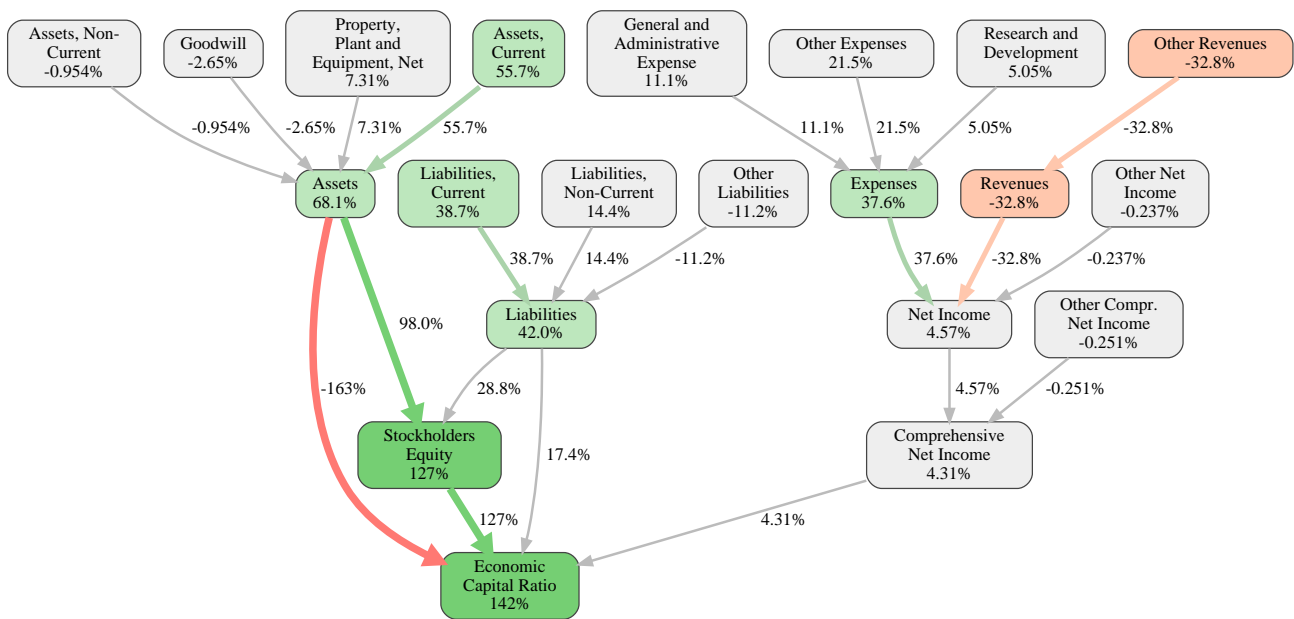 Assets, Non-
Current
-0.954%
Goodwill
-2.65%
Property,
Plant and
Equipment, Net
7.31%
Assets,
Current
55.7%
General and
Administrative
Expense
11.1%
Other Expenses
21.5%
Research and
Development
5.05%
Other Revenues
-32.8%
-0.954%
-2.65%
7.31%
55.7%
11.1%
21.5%
5.05%
-32.8%
Assets
68.1%
Liabilities,
Current
38.7%
Liabilities,
Non-Current
14.4%
Other
Liabilities
-11.2%
Expenses
37.6%
Revenues
-32.8%
Other Net
Income
-0.237%
38.7%
14.4%
-11.2%
37.6%
-32.8%
-0.237%
98.0%
Liabilities
42.0%
Net Income
4.57%
Other Compr.
Net Income
-0.251%
-163%
28.8%
4.57%
-0.251%
Stockholders
Equity
127%
17.4%
Comprehensive
Net Income
4.31%
127%
4.31%
Economic
Capital Ratio
142%